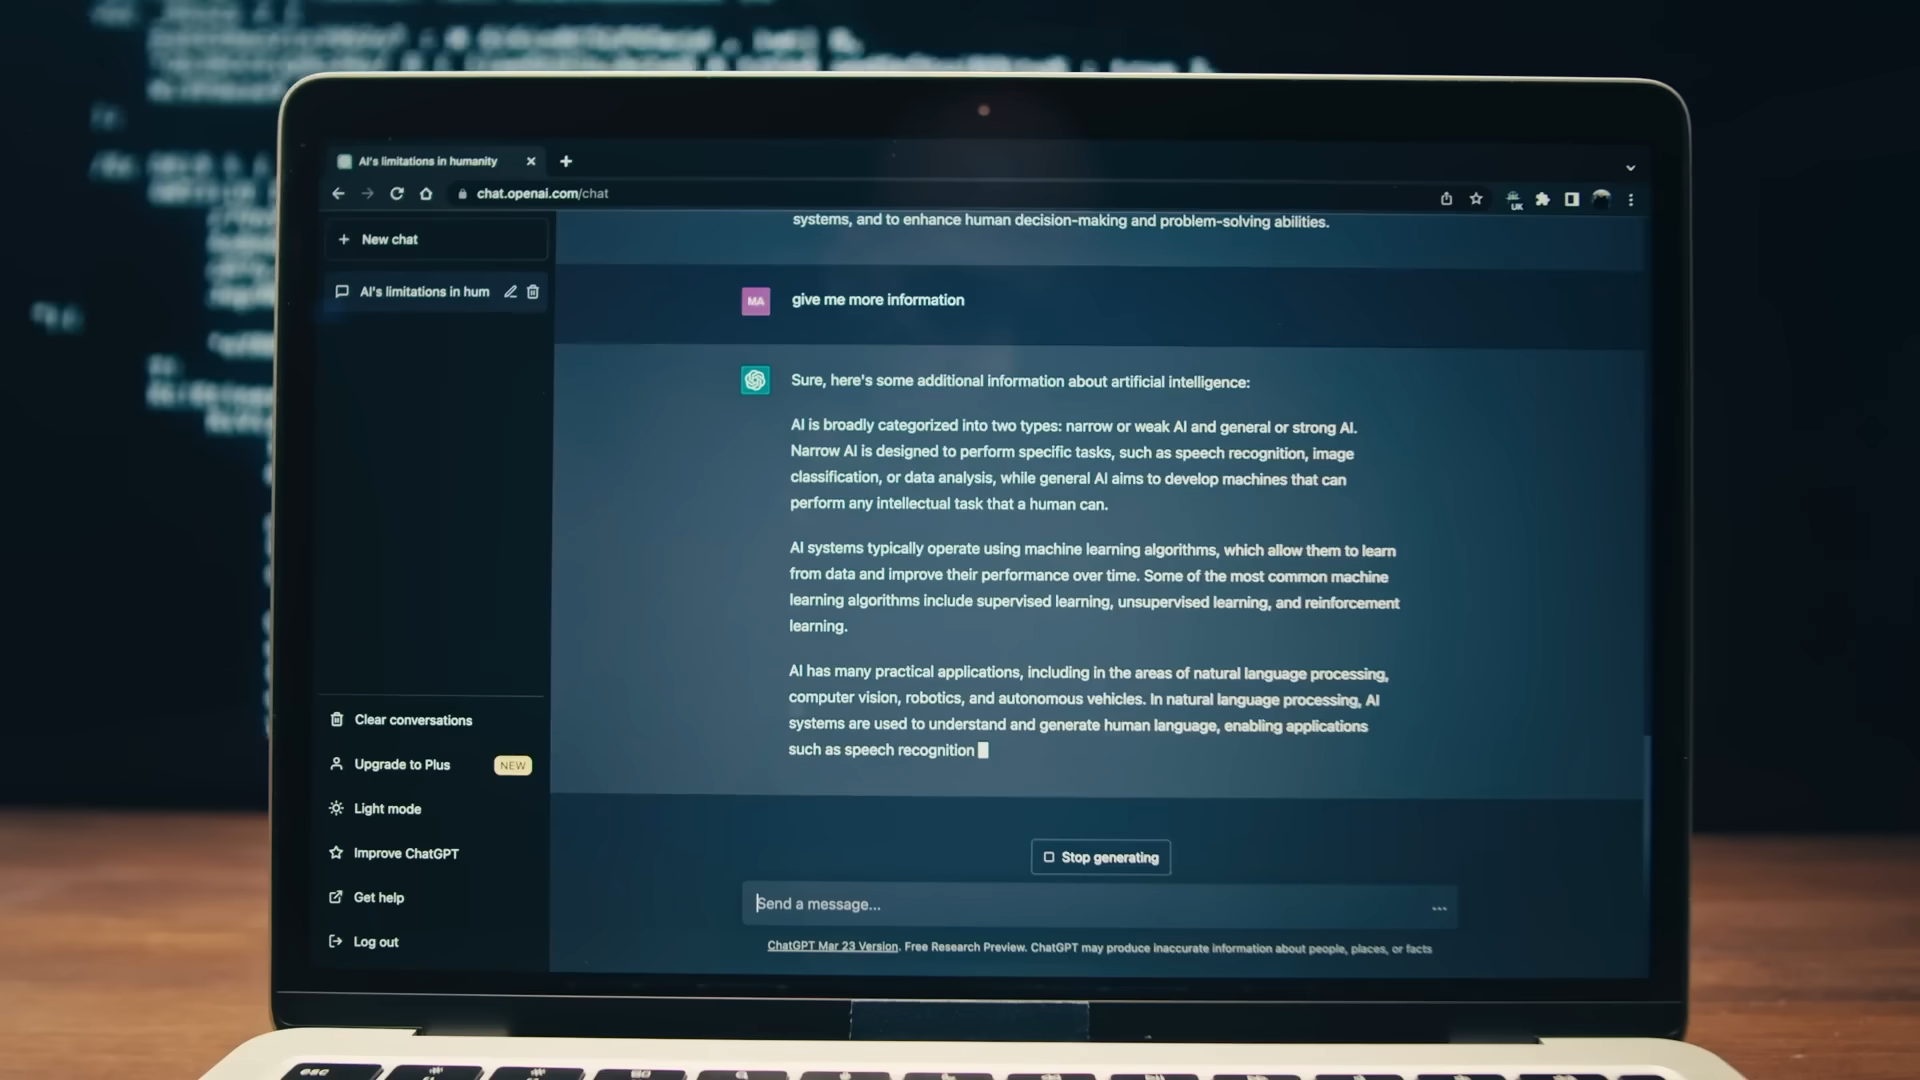 AI's limitations in humanity
chat.openai.com/chat
UK
New chat
AI's limitations in hum
systems, and to enhance human decision-making and problem-solving abilities.
MA
give me more information
Sure, here's some additional information about artificial intelligence:
AI is broadly categorized into two types: narrow or weak AI and general or strong AI.
Narrow AI is designed to perform specific tasks, such as speech recognition, image
classification, or data analysis, while general AI aims to develop machines that can
perform any intellectual task that a human can.
AI systems typically operate using machine learning algorithms, which allow them to learn
from data and improve their performance over time. Some of the most common machine
learning algorithms include supervised learning, unsupervised learning, and reinforcement
learning.
AI has many practical applications, including in the areas of natural language processing,
computer vision, robotics, and autonomous vehicles. In natural language processing, AI
systems are used to understand and generate human language, enabling applications
such as speech recognition
Clear conversations
Upgrade to Plus NEW
Light mode
Improve ChatGPT
Get help
Log out
Stop generating
Send a message...
ChatGPT Mar 23 Version. Free Research Preview. ChatGPT may produce inaccurate information about people, places, or facts
esc